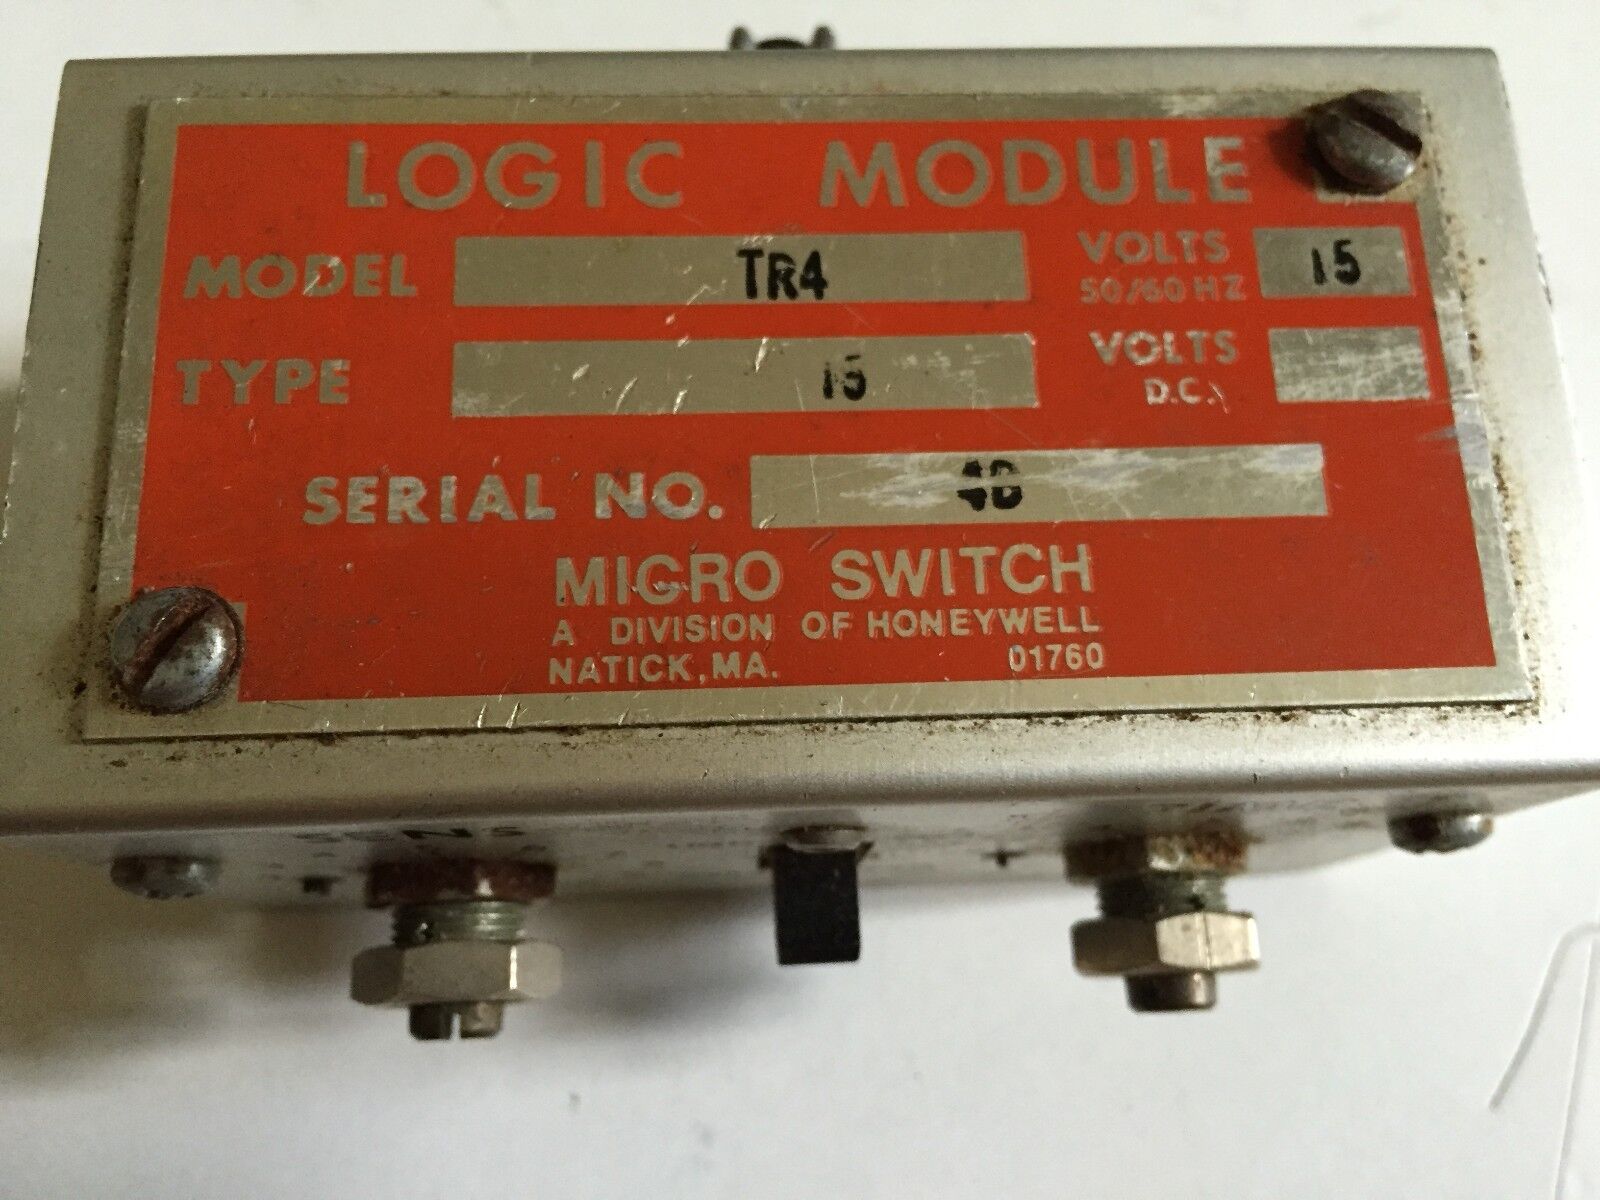 LOGIC MODULE
MODEL TR4 VOLTS 50/60 HZ 15
TYPE 15 VOLTS D.C.
SERIAL NO. 4B
MICRO SWITCH
A DIVISION OF HONEYWELL
NATICK, MA. 01760
SENS
+